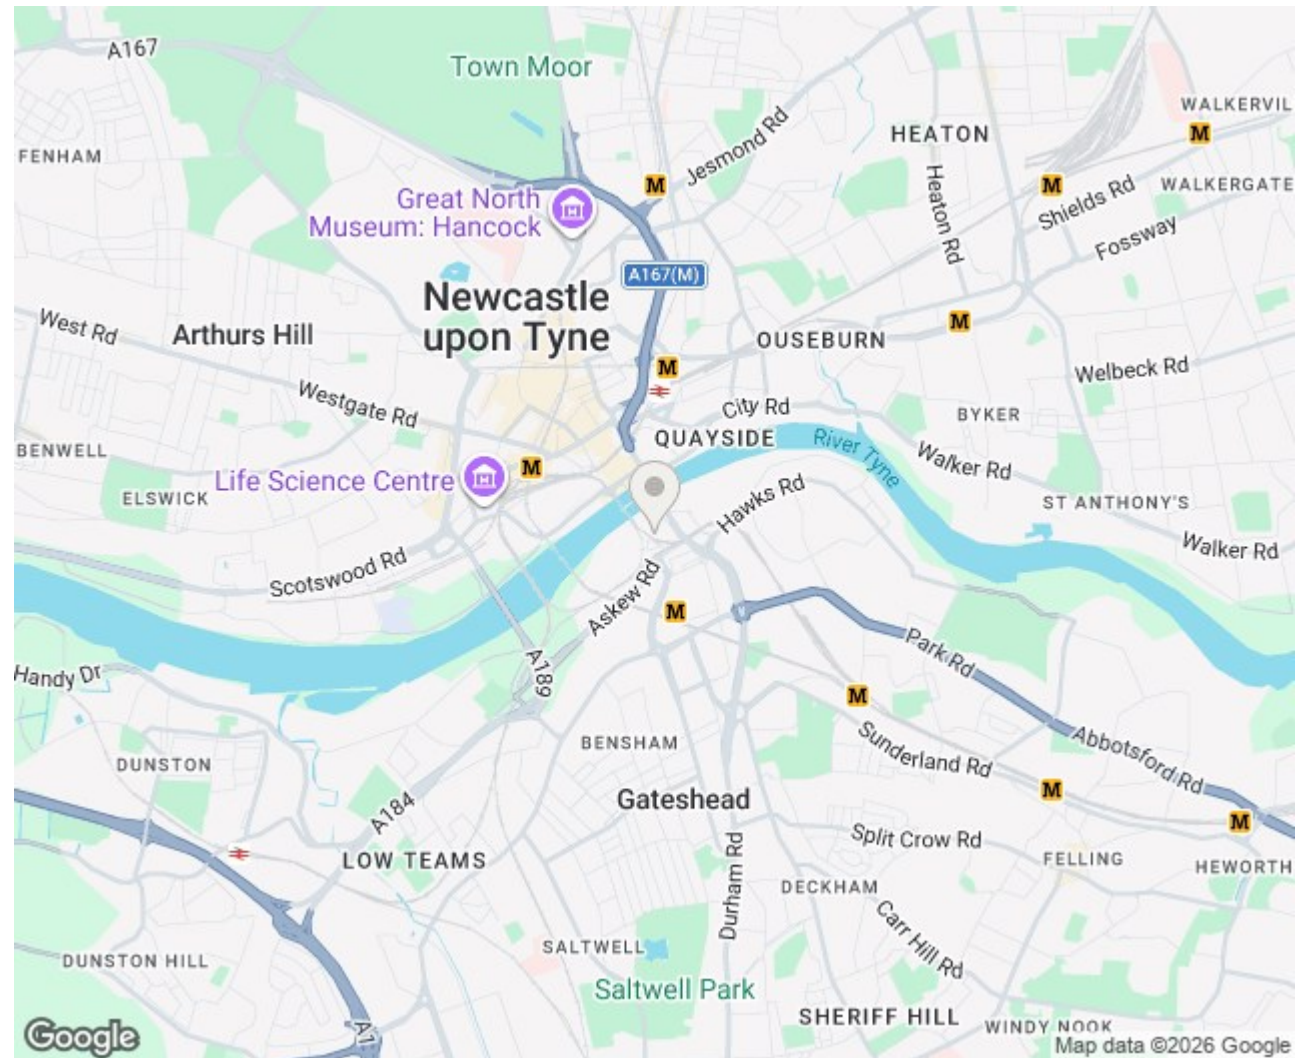 A167
Town Moor
WALKERVIL
HEATON
FENHAM
Jesmond Rd
M
M
M
Great North
Museum: Hancock
Heaton Rd
Shields Rd
WALKERGATE
Fossway
A167(M)
Newcastle
upon Tyne
West Rd
Arthurs Hill
M
OUSEBURN
M
Welbeck Rd
Westgate Rd
City Rd
BYKER
QUAYSIDE
River Tyne
Walker Rd
BENWELL
M
Life Science Centre
ELSWICK
Hawks Rd
ST ANTHONY'S
Walker Rd
Scotswood Rd
Askew Rd
M
Park Rd
Handy Dr
A189
M
Sunderland Rd
Abbotsford Rd
BENSHAM
DUNSTON
M
Gateshead
A184
M
Split Crow Rd
LOW TEAMS
FELLING
HEWORTH
Durham Rd
DECKHAM
Carr Hill Rd
SALTWELL
DUNSTON HILL
Saltwell Park
SHERIFF HILL
WINDY NOOK
A1
Google
Map data ©2026 Google